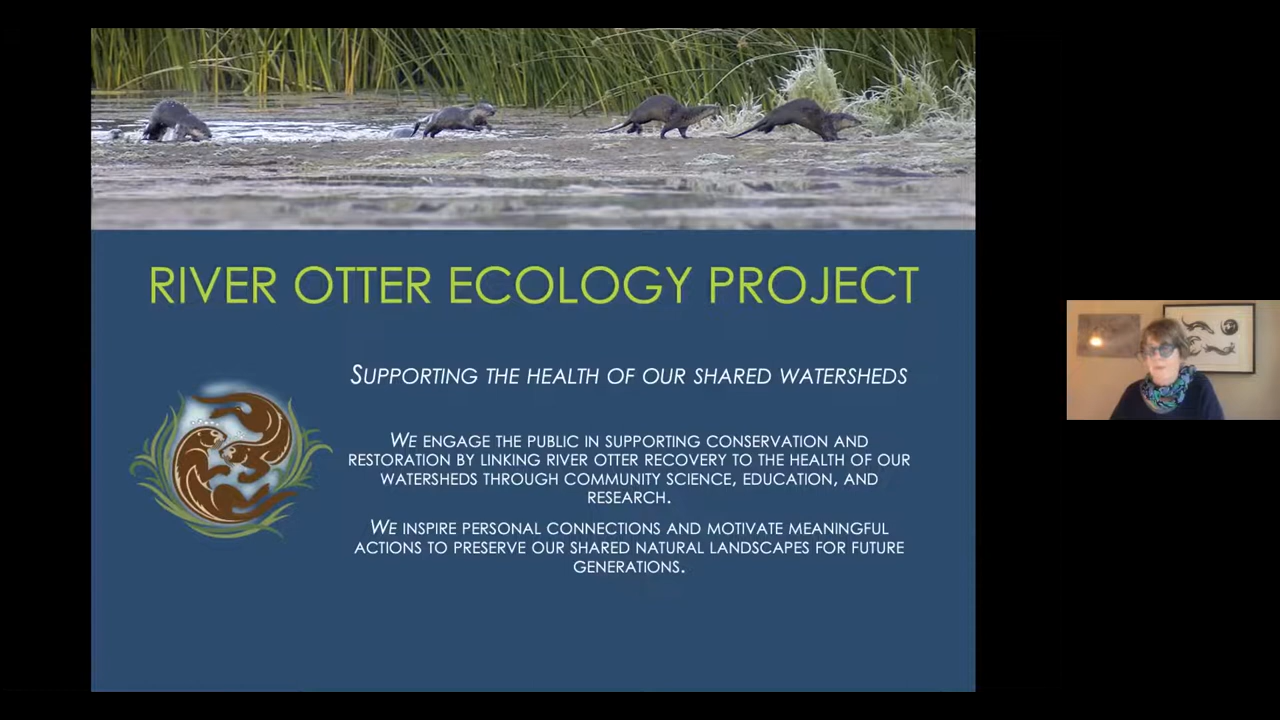 RIVER OTTER ECOLOGY PROJECT
SUPPORTING THE HEALTH OF OUR SHARED WATERSHEDS
WE ENGAGE THE PUBLIC IN SUPPORTING CONSERVATION AND
RESTORATION BY LINKING RIVER OTTER RECOVERY TO THE HEALTH OF OUR
WATERSHEDS THROUGH COMMUNITY SCIENCE, EDUCATION, AND
RESEARCH.
WE INSPIRE PERSONAL CONNECTIONS AND MOTIVATE MEANINGFUL
ACTIONS TO PRESERVE OUR SHARED NATURAL LANDSCAPES FOR FUTURE
GENERATIONS.